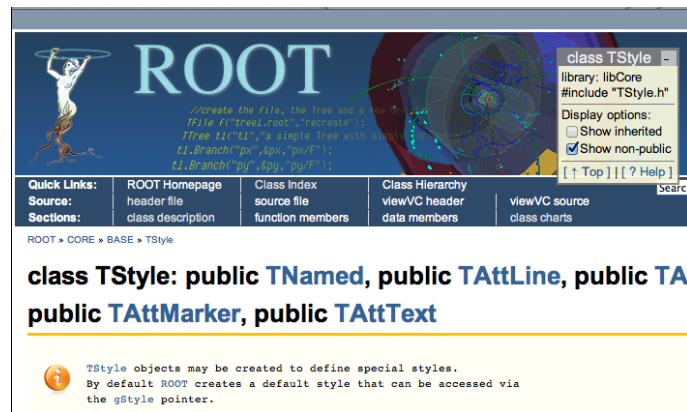 ROOT
//create the file, the Tree and a few branches
TFile f("tree1.root","recreate");
TTree t1("t1","a simple Tree with simple
t1.Branch("px",&px,"px/F");
t1.Branch("py",&py,"py/F");
class TStyle -
library: libCore
#include "TStyle.h"
Display options:
Show inherited
Show non-public
[ ↑ Top ] | [ ? Help ]
Searc
Quick Links: ROOT Homepage Class Index Class Hierarchy
Source: header file source file viewVC header viewVC source
Sections: class description function members data members class charts
ROOT » CORE » BASE » TStyle
class TStyle: public TNamed, public TAttLine, public TA
public TAttMarker, public TAttText
TStyle objects may be created to define special styles.
By default ROOT creates a default style that can be accessed via
the gStyle pointer.